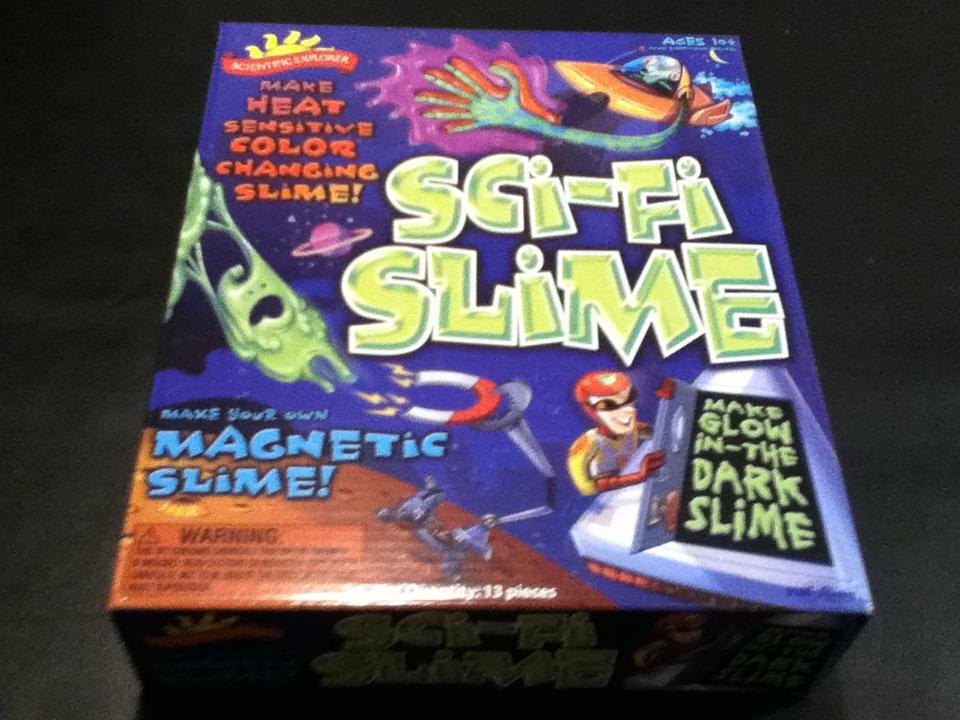 SCIENTIFIC EXPLORER
AGES 10+
MAKE
HEAT
SENSITIVE
COLOR
CHANGING
SLIME!
SCi-Fi
SLiME
MAKE YOUR OWN
MAGNETiC
SLiME!
MAKE
GLOW
IN-THE
DARK
SLiME
WARNING
Quantity: 13 pieces
SCi-Fi
SLiME